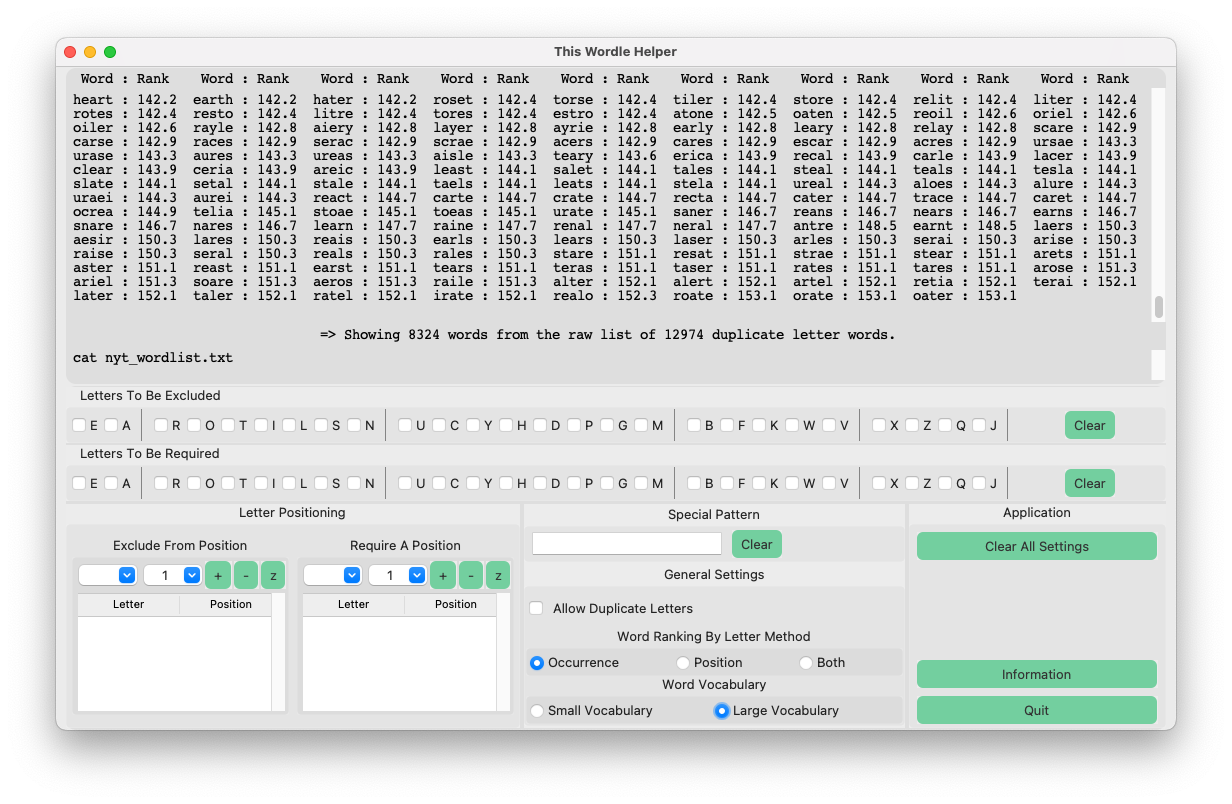 This Wordle Helper
Word : Rank Word : Rank Word : Rank Word : Rank Word : Rank Word : Rank Word : Rank Word : Rank Word : Rank
heart : 142.2 earth : 142.2 hater : 142.2 roset : 142.4 torse : 142.4 tiler : 142.4 store : 142.4 relit : 142.4 liter : 142.4
rotes : 142.4 resto : 142.4 litre : 142.4 tores : 142.4 estro : 142.4 atone : 142.5 oaten : 142.5 reoil : 142.6 oriel : 142.6
oiler : 142.6 rayle : 142.8 aiery : 142.8 layer : 142.8 ayrie : 142.8 early : 142.8 leary : 142.8 relay : 142.8 scare : 142.9
carse : 142.9 races : 142.9 serac : 142.9 scrae : 142.9 acers : 142.9 cares : 142.9 escar : 142.9 acres : 142.9 ursae : 143.3
urase : 143.3 aures : 143.3 ureas : 143.3 aisle : 143.3 teary : 143.6 erica : 143.9 recal : 143.9 carle : 143.9 lacer : 143.9
clear : 143.9 ceria : 143.9 areic : 143.9 least : 144.1 salet : 144.1 tales : 144.1 steal : 144.1 teals : 144.1 tesla : 144.1
slate : 144.1 setal : 144.1 stale : 144.1 taels : 144.1 leats : 144.1 stela : 144.1 ureal : 144.3 aloes : 144.3 alure : 144.3
uraei : 144.3 aurei : 144.3 react : 144.7 carte : 144.7 crate : 144.7 recta : 144.7 cater : 144.7 trace : 144.7 caret : 144.7
ocrea : 144.9 telia : 145.1 stoae : 145.1 toeas : 145.1 urate : 145.1 saner : 146.7 reans : 146.7 nears : 146.7 earns : 146.7
snare : 146.7 nares : 146.7 learn : 147.7 raine : 147.7 renal : 147.7 neral : 147.7 antre : 148.5 earnt : 148.5 laers : 150.3
aesir : 150.3 lares : 150.3 reais : 150.3 earls : 150.3 lears : 150.3 laser : 150.3 arles : 150.3 serai : 150.3 arise : 150.3
raise : 150.3 seral : 150.3 reals : 150.3 rales : 150.3 stare : 151.1 resat : 151.1 strae : 151.1 stear : 151.1 arets : 151.1
aster : 151.1 reast : 151.1 earst : 151.1 tears : 151.1 teras : 151.1 taser : 151.1 rates : 151.1 tares : 151.1 arose : 151.3
ariel : 151.3 soare : 151.3 aeros : 151.3 raile : 151.3 alter : 152.1 alert : 152.1 artel : 152.1 retia : 152.1 terai : 152.1
later : 152.1 taler : 152.1 ratel : 152.1 irate : 152.1 realo : 152.3 roate : 153.1 orate : 153.1 oater : 153.1
=> Showing 8324 words from the raw list of 12974 duplicate letter words.
cat nyt_wordlist.txt
Letters To Be Excluded
E A R O T I L S N U C Y H D P G M B F K W V X Z Q J Clear
Letters To Be Required
E A R O T I L S N U C Y H D P G M B F K W V X Z Q J Clear
Letter Positioning Special Pattern Application
Exclude From Position Require A Position Clear Clear All Settings
1 + - z 1 + - z General Settings
Letter Position Letter Position Allow Duplicate Letters
Word Ranking By Letter Method
Occurrence Position Both Information
Word Vocabulary
Small Vocabulary Large Vocabulary Quit